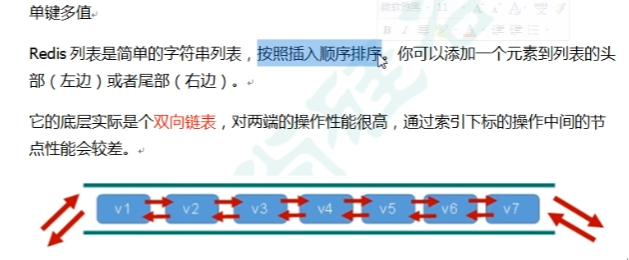 单键多值
Redis 列表是简单的字符串列表，按照插入顺序排序。你可以添加一个元素到列表的头
部（左边）或者尾部（右边）。
它的底层实际是个双向链表，对两端的操作性能很高，通过索引下标的操作中间的节
点性能会较差。
v1 v2 v3 v4 v5 v6 v7